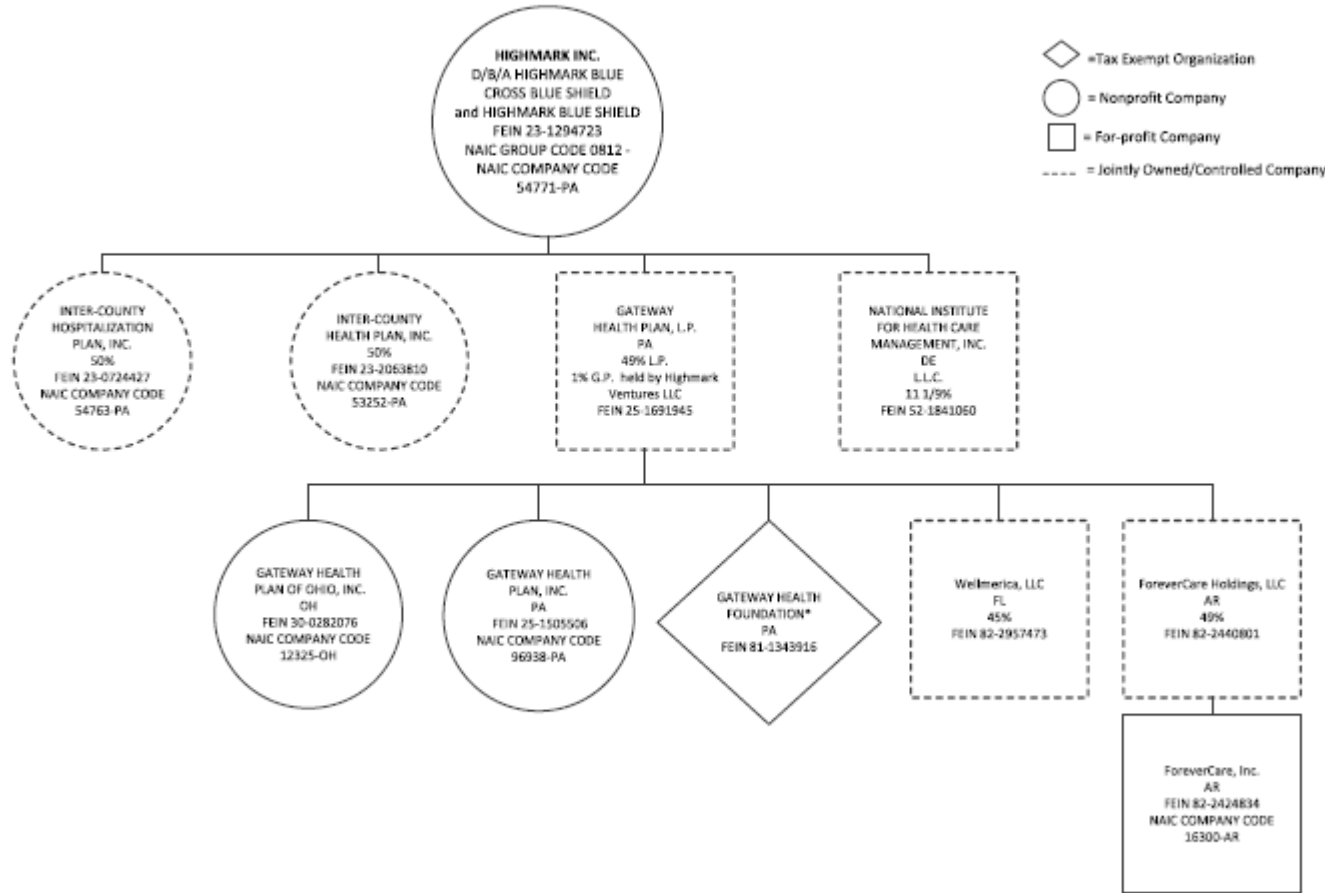 HIGHMARK INC.
D/B/A HIGHMARK BLUE
CROSS BLUE SHIELD
and HIGHMARK BLUE SHIELD
FEIN 23-1294723
NAIC GROUP CODE 0812 -
NAIC COMPANY CODE
54771-PA
=Tax Exempt Organization
= Nonprofit Company
= For-profit Company
= Jointly Owned/Controlled Company
INTER-COUNTY
HOSPITALIZATION
PLAN, INC.
50%
FEIN 23-0724427
NAIC COMPANY CODE
54763-PA
INTER-COUNTY
HEALTH PLAN, INC.
50%
FEIN 23-2063810
NAIC COMPANY CODE
53252-PA
GATEWAY
HEALTH PLAN, L.P.
PA
49% L.P.
1% G.P. held by Highmark
Ventures LLC
FEIN 25-1691945
NATIONAL INSTITUTE
FOR HEALTH CARE
MANAGEMENT, INC.
DE
L.L.C.
11 1/9%
FEIN 52-1841060
GATEWAY HEALTH
PLAN OF OHIO, INC.
OH
FEIN 30-0282076
NAIC COMPANY CODE
12325-OH
GATEWAY HEALTH
PLAN, INC.
PA
FEIN 25-1505506
NAIC COMPANY CODE
96938-PA
GATEWAY HEALTH
FOUNDATION*
PA
FEIN 81-1343916
Wellmerica, LLC
FL
45%
FEIN 82-2957473
ForeverCare Holdings, LLC
AR
49%
FEIN 82-2440801
ForeverCare, Inc.
AR
FEIN 82-2424834
NAIC COMPANY CODE
16300-AR